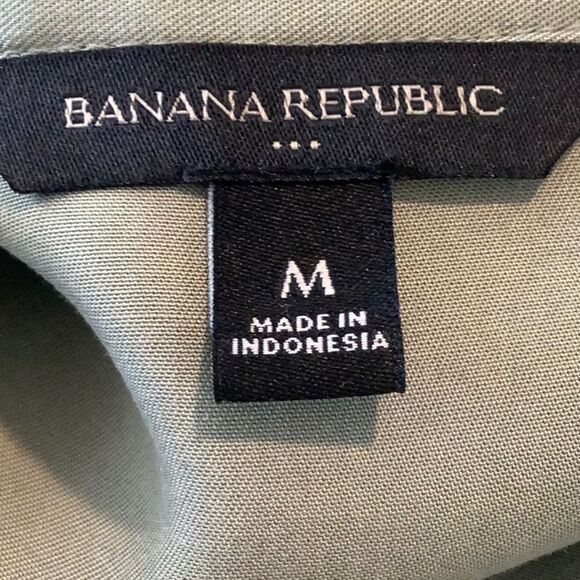 BANANA REPUBLIC
...
M
MADE IN
INDONESIA